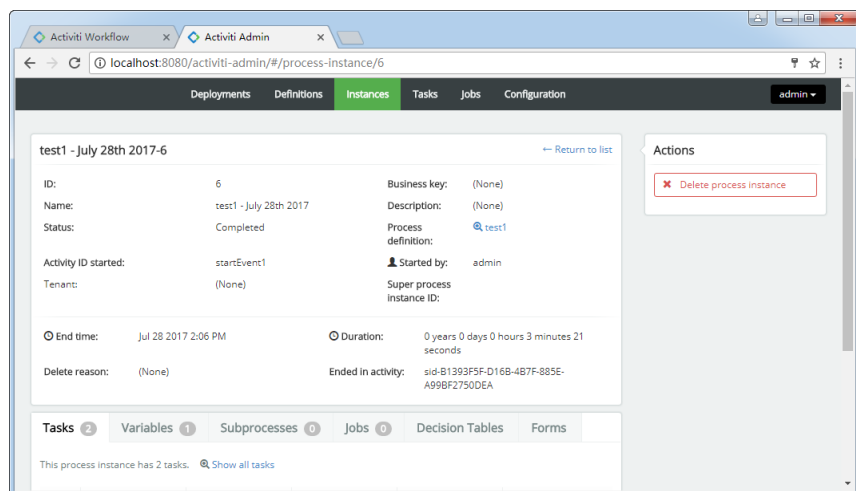 Activiti Workflow Activiti Admin
localhost:8080/activiti-admin/#/process-instance/6
Deployments Definitions Instances Tasks Jobs Configuration admin
test1 - July 28th 2017-6 ← Return to list
Actions
Delete process instance
ID: 6 Business key: (None)
Name: test1 - July 28th 2017 Description: (None)
Status: Completed Process definition: test1
Activity ID started: startEvent1 Started by: admin
Tenant: (None) Super process instance ID:
End time: Jul 28 2017 2:06 PM Duration: 0 years 0 days 0 hours 3 minutes 21 seconds
Delete reason: (None) Ended in activity: sid-B1393F5F-D16B-4B7F-885E-A99BF2750DEA
Tasks 2 Variables 1 Subprocesses 0 Jobs 0 Decision Tables Forms
This process instance has 2 tasks. Show all tasks